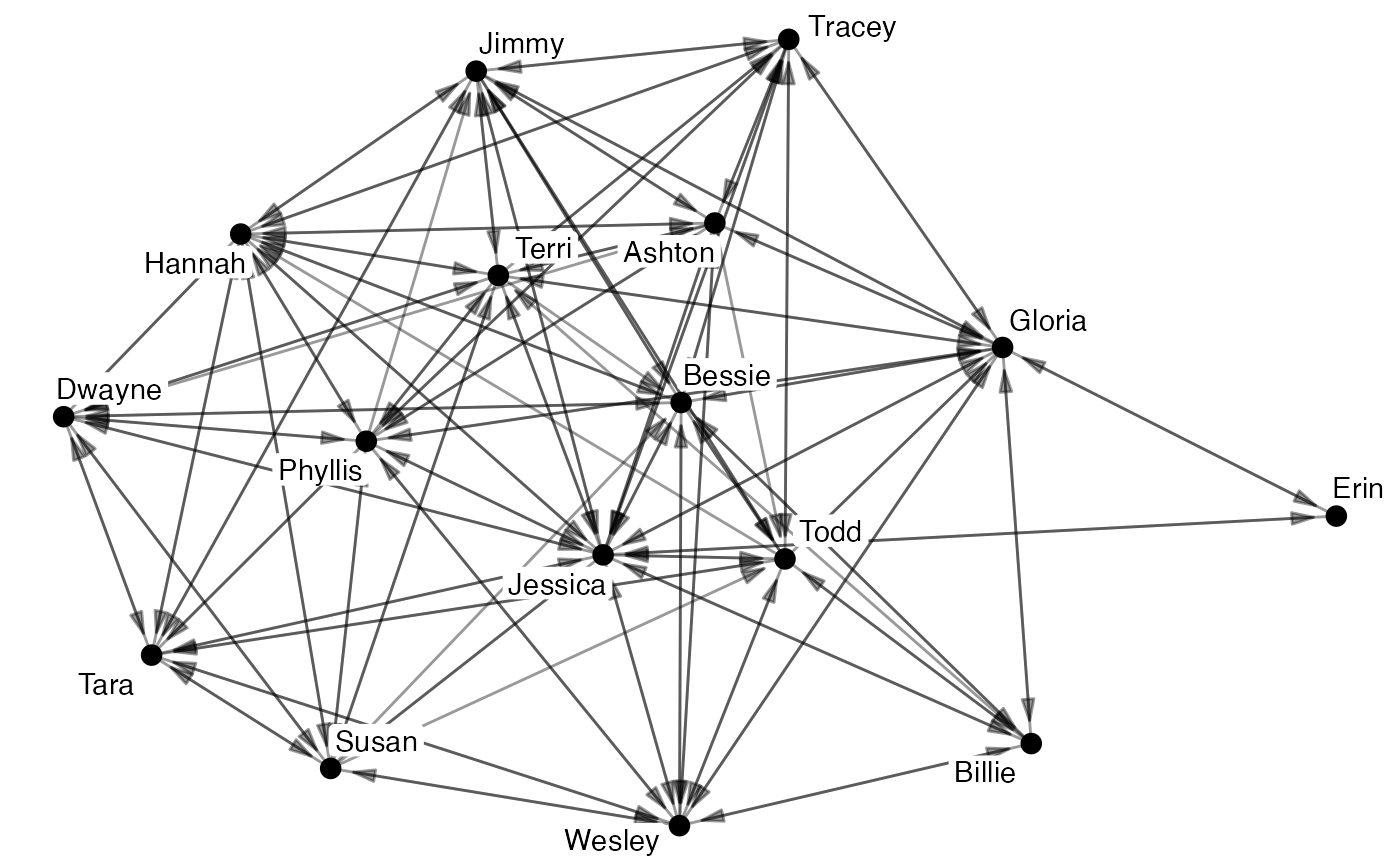 Tracey
Jimmy
Terri
Ashton
Hannah
Gloria
Bessie
Dwayne
Phyllis
Erin
Todd
Jessica
Tara
Susan
Billie
Wesley